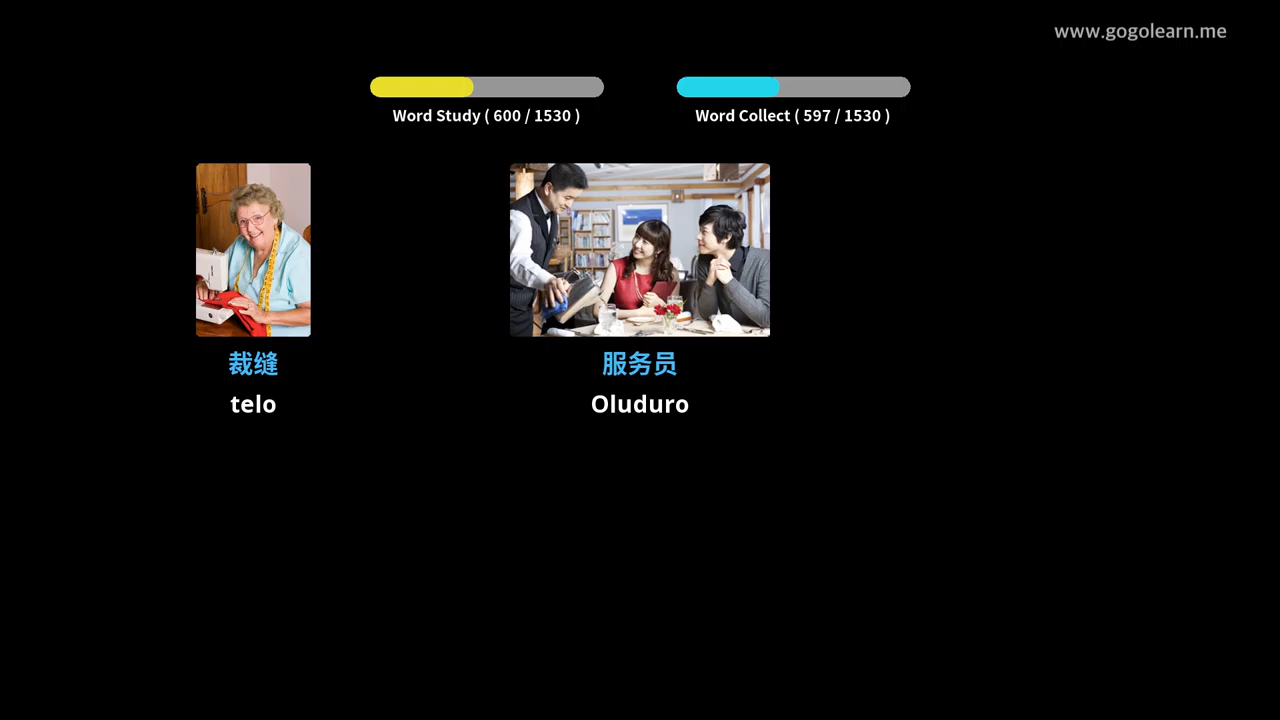 www.gogolearn.me
Word Study ( 600 / 1530 )
Word Collect ( 597 / 1530 )
裁缝
telo
服务员
Oluduro